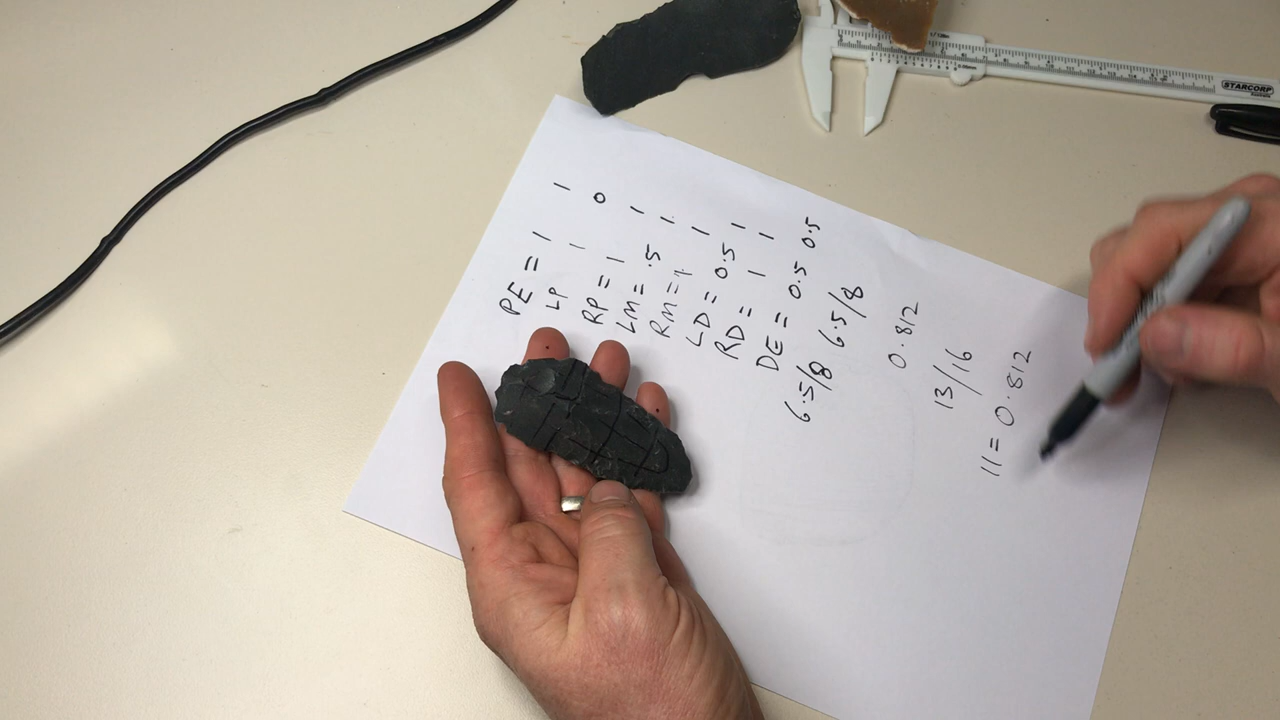 PE = 1 1
LP 1 0
RP = 1 1
LM = .5 1
RM = 1 1
LD = 0.5 1
RD = 1 1
DE = 0.5 0.5
6.5/8 6.5/8
0.812
13/16
11 = 0.812
STARCORP